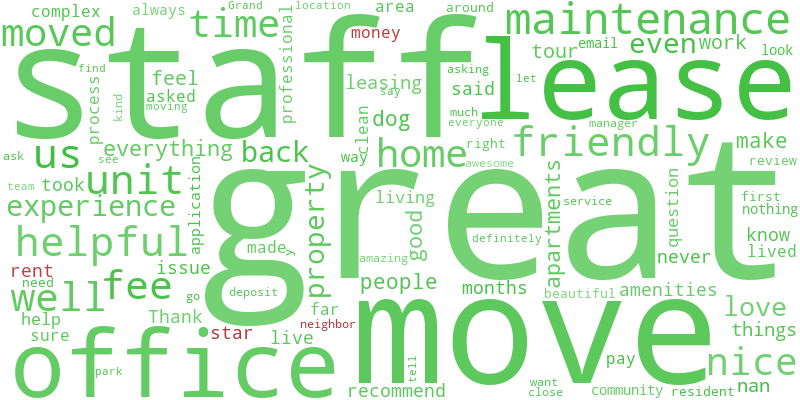 complex
always
Grand
location
area
around
moved
time
professional
money
maintenance
staff
lease
tour
email
even
work
look
find
process
feel
asked
kind
moving
leasing
say
said
asking
let
much
dog
everyone
manager
clean
right
friendly
make
ask
us
everything
back
way
home
awesome
review
see
team
took
unit
application
property
great
living
good
apartments
service
question
first
nothing
experience
know
lived
helpful
made
y
amazing
definitely
never
rent
issue
need
well
fee
go
deposit
people
months
beautiful
amenities
help
Thank
far
neighbor
move
love
sure
star
live
things
office
park
tell
recommend
pay
nice
want
close
community
resident
nan